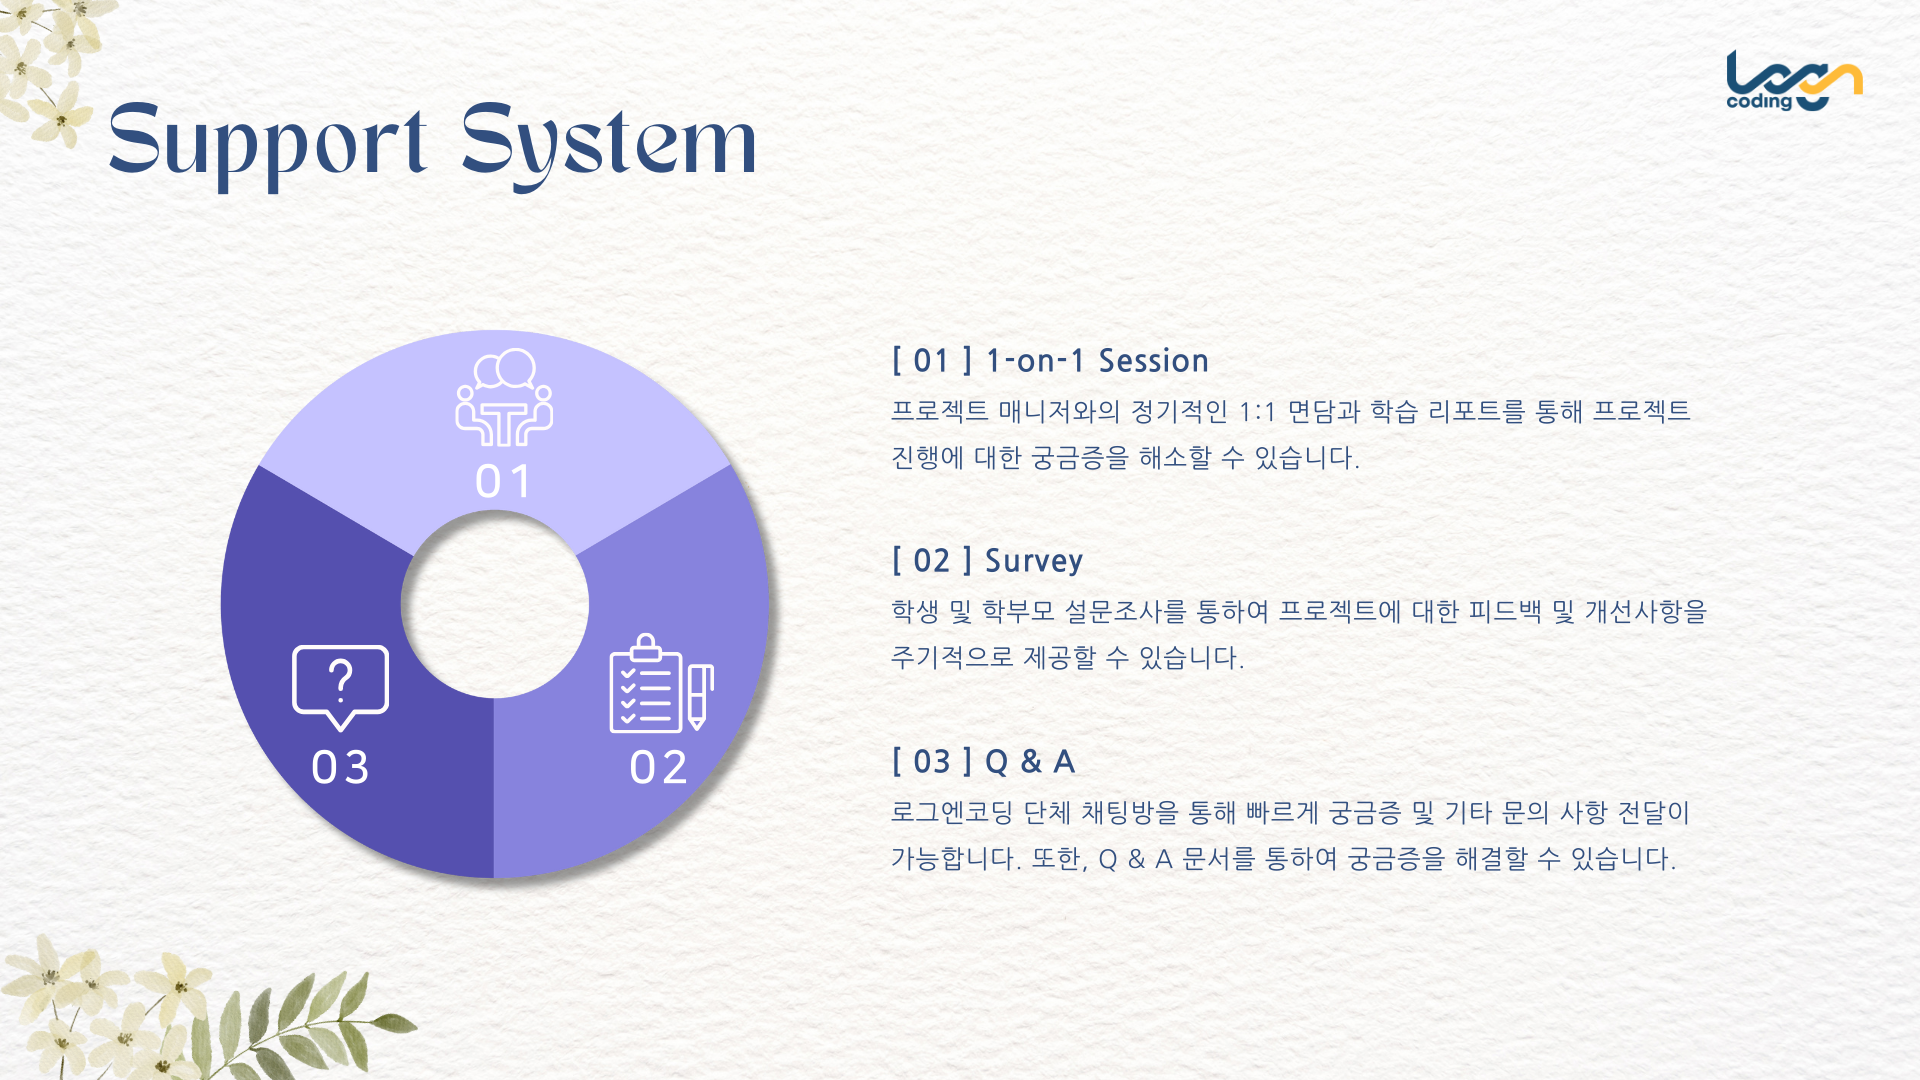 Support System
coding
01
02
03
[ 01 ] 1-on-1 Session
프로젝트 매니저와의 정기적인 1:1 면담과 학습 리포트를 통해 프로젝트
진행에 대한 궁금증을 해소할 수 있습니다.
[ 02 ] Survey
학생 및 학부모 설문조사를 통하여 프로젝트에 대한 피드백 및 개선사항을
주기적으로 제공할 수 있습니다.
[ 03 ] Q & A
로그엔코딩 단체 채팅방을 통해 빠르게 궁금증 및 기타 문의 사항 전달이
가능합니다. 또한, Q & A 문서를 통하여 궁금증을 해결할 수 있습니다.